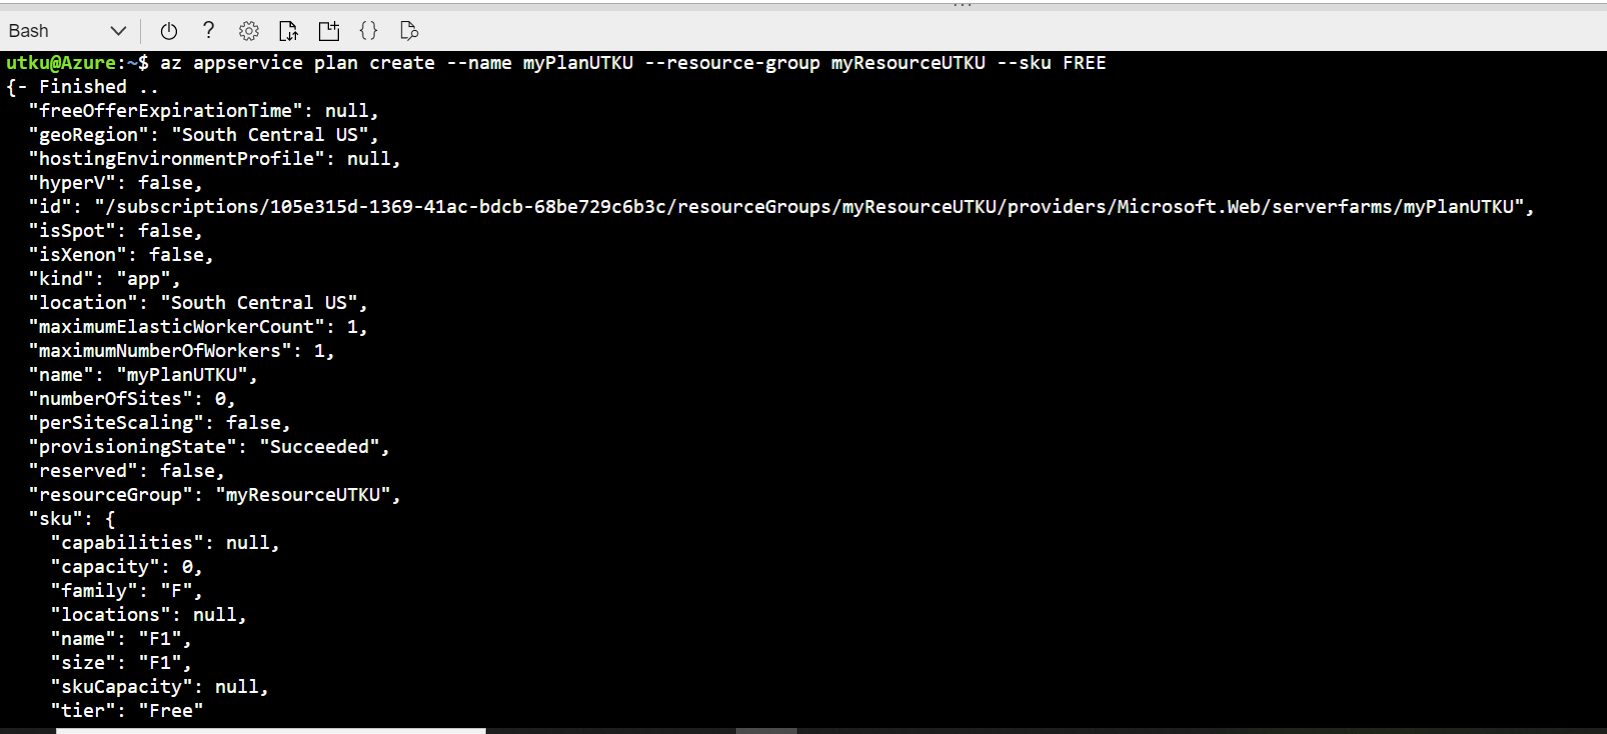 Bash
utku@Azure:~$ az appservice plan create --name myPlanUTKU --resource-group myResourceUTKU --sku FREE
{- Finished ..
  "freeOfferExpirationTime": null,
  "geoRegion": "South Central US",
  "hostingEnvironmentProfile": null,
  "hyperV": false,
  "id": "/subscriptions/105e315d-1369-41ac-bdcb-68be729c6b3c/resourceGroups/myResourceUTKU/providers/Microsoft.Web/serverfarms/myPlanUTKU",
  "isSpot": false,
  "isXenon": false,
  "kind": "app",
  "location": "South Central US",
  "maximumElasticWorkerCount": 1,
  "maximumNumberOfWorkers": 1,
  "name": "myPlanUTKU",
  "numberOfSites": 0,
  "perSiteScaling": false,
  "provisioningState": "Succeeded",
  "reserved": false,
  "resourceGroup": "myResourceUTKU",
  "sku": {
    "capabilities": null,
    "capacity": 0,
    "family": "F",
    "locations": null,
    "name": "F1",
    "size": "F1",
    "skuCapacity": null,
    "tier": "Free"